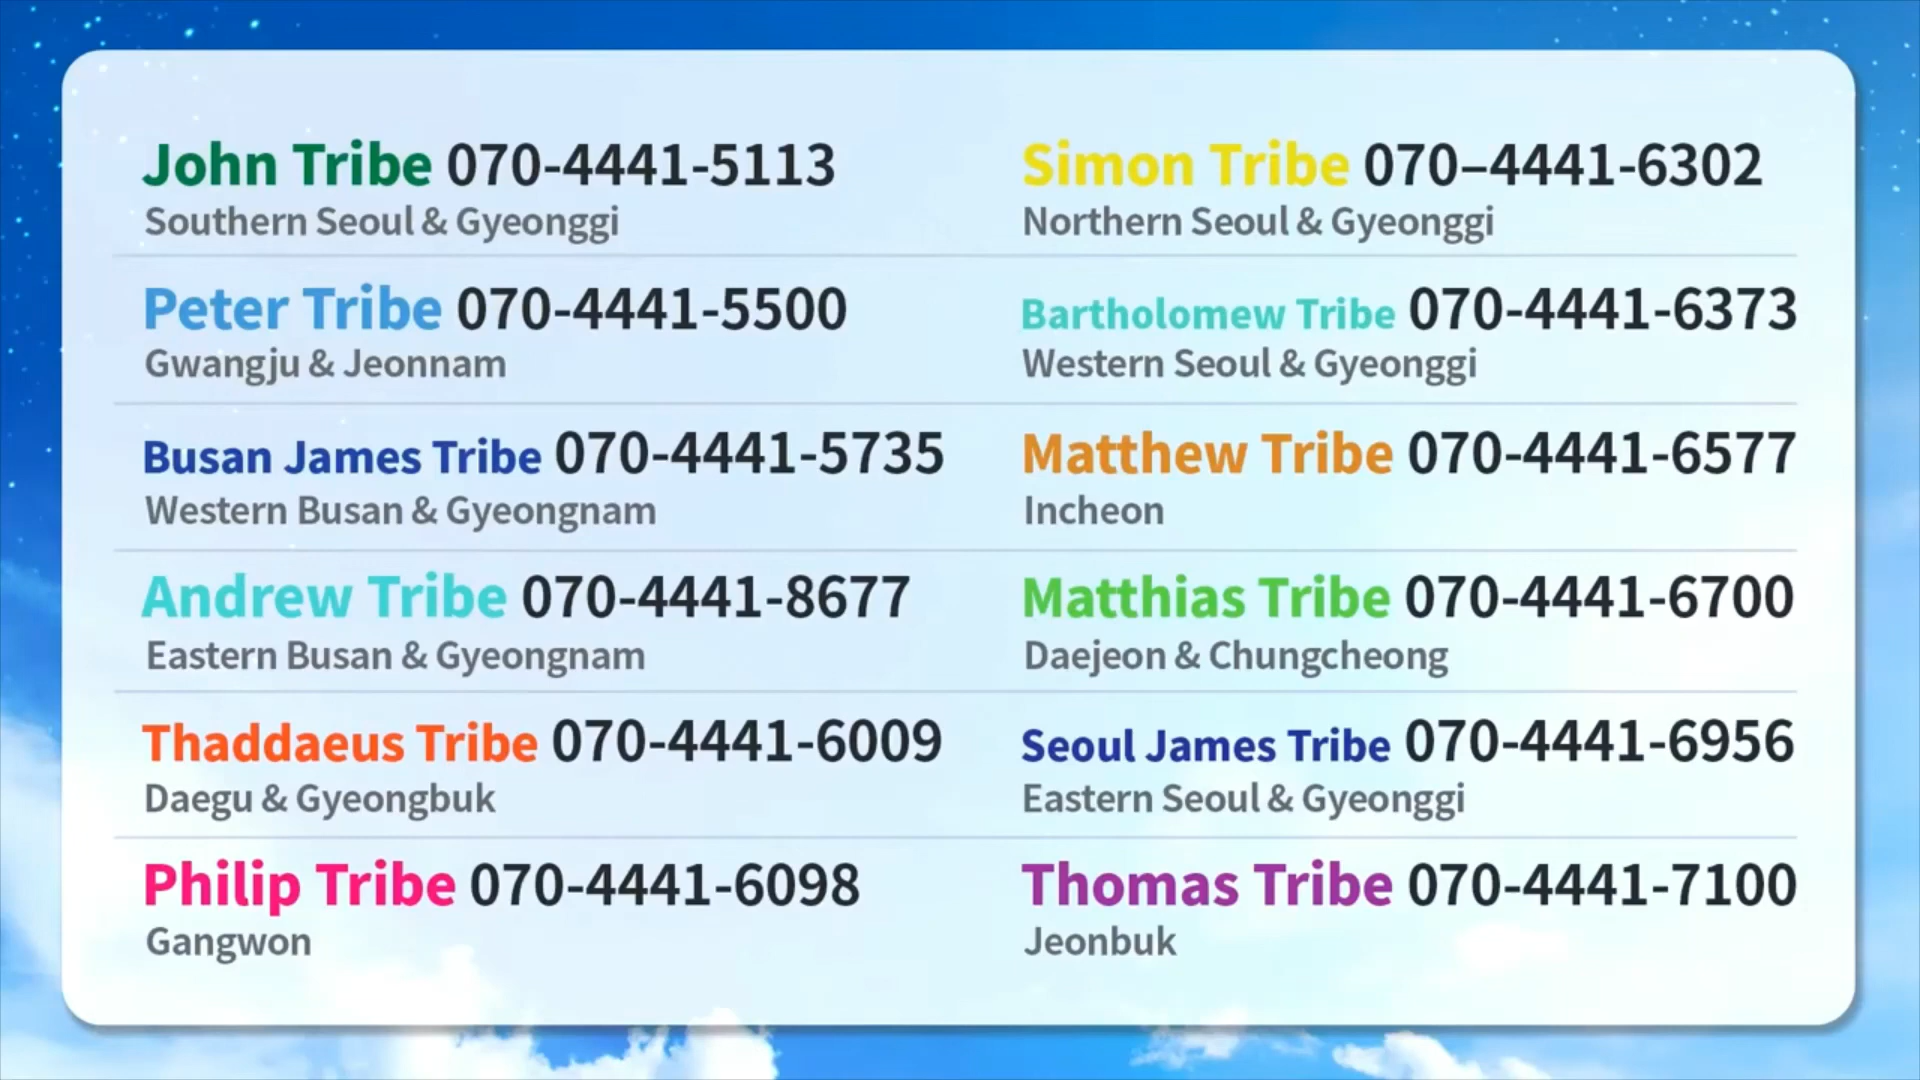 John Tribe 070-4441-5113
Southern Seoul & Gyeonggi
Simon Tribe 070–4441-6302
Northern Seoul & Gyeonggi
Peter Tribe 070-4441-5500
Gwangju & Jeonnam
Bartholomew Tribe 070-4441-6373
Western Seoul & Gyeonggi
Busan James Tribe 070-4441-5735
Western Busan & Gyeongnam
Matthew Tribe 070-4441-6577
Incheon
Andrew Tribe 070-4441-8677
Eastern Busan & Gyeongnam
Matthias Tribe 070-4441-6700
Daejeon & Chungcheong
Thaddaeus Tribe 070-4441-6009
Daegu & Gyeongbuk
Seoul James Tribe 070-4441-6956
Eastern Seoul & Gyeonggi
Philip Tribe 070-4441-6098
Gangwon
Thomas Tribe 070-4441-7100
Jeonbuk